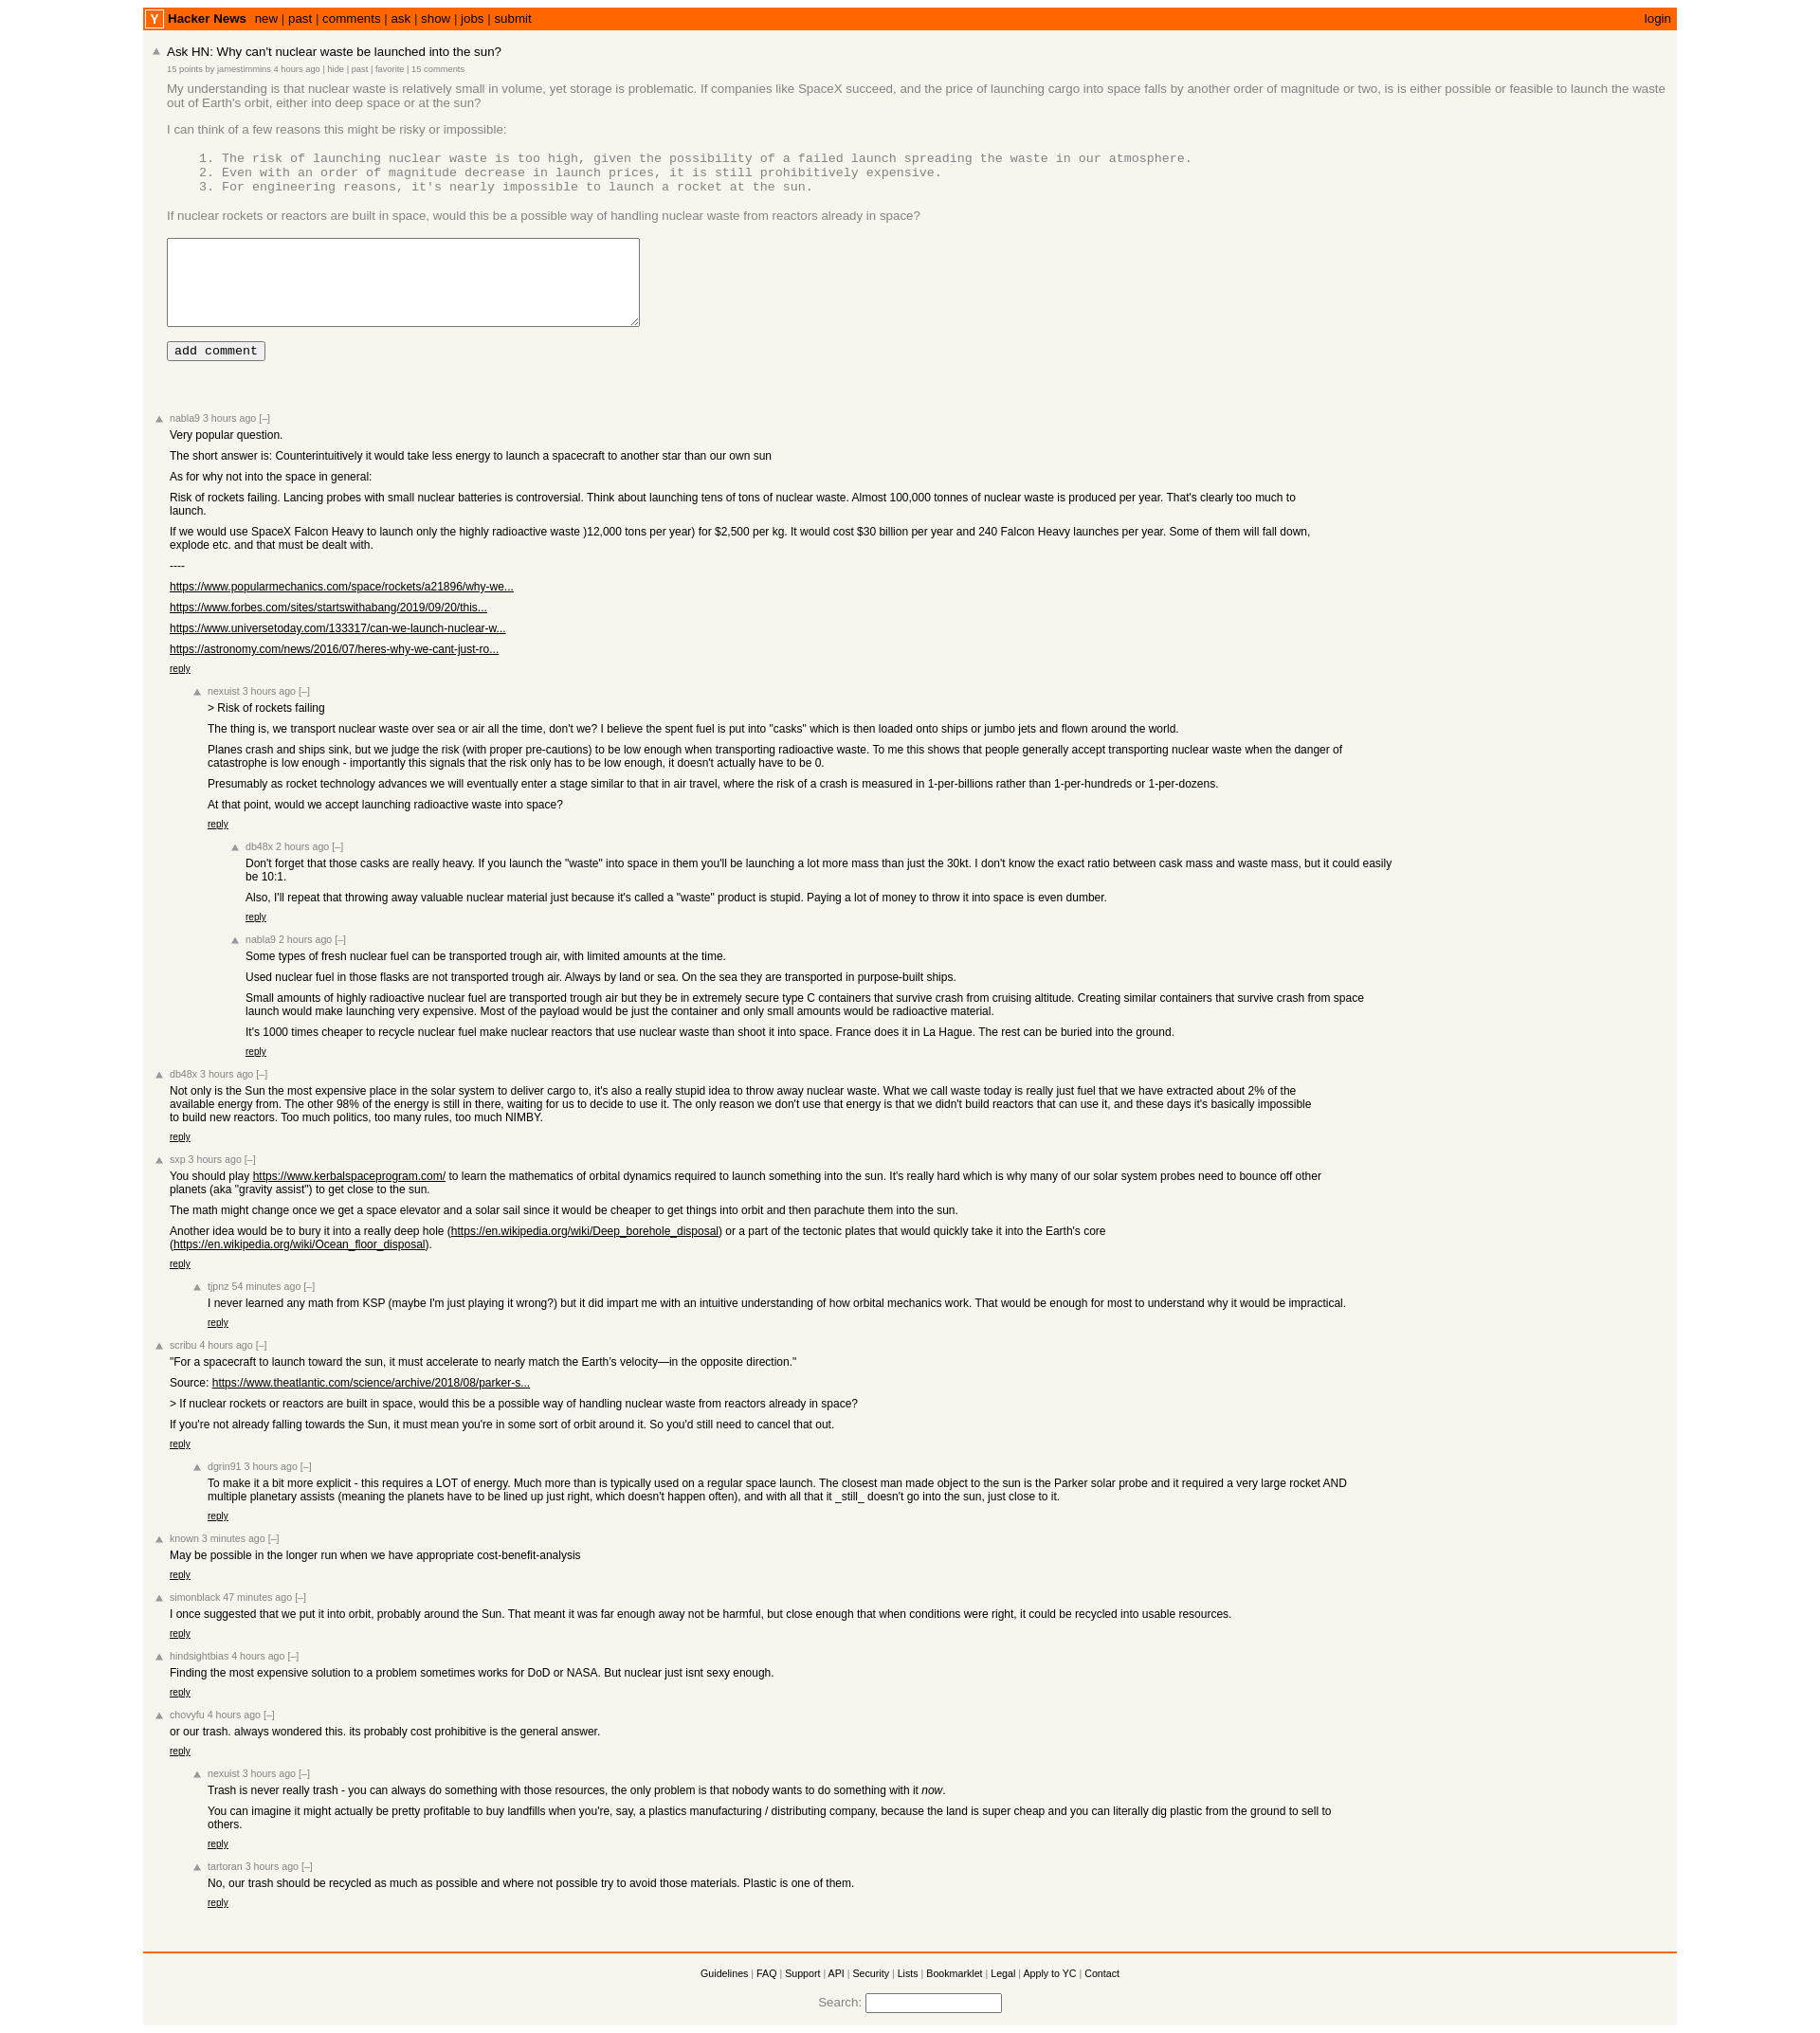 Y Hacker News new | past | comments | ask | show | jobs | submit login
Ask HN: Why can't nuclear waste be launched into the sun?
15 points by jamestimmins 4 hours ago | hide | past | favorite | 15 comments
My understanding is that nuclear waste is relatively small in volume, yet storage is problematic. If companies like SpaceX succeed, and the price of launching cargo into space falls by another order of magnitude or two, is is either possible or feasible to launch the waste
out of Earth's orbit, either into deep space or at the sun?
I can think of a few reasons this might be risky or impossible:
1. The risk of launching nuclear waste is too high, given the possibility of a failed launch spreading the waste in our atmosphere.
2. Even with an order of magnitude decrease in launch prices, it is still prohibitively expensive.
3. For engineering reasons, it's nearly impossible to launch a rocket at the sun.
If nuclear rockets or reactors are built in space, would this be a possible way of handling nuclear waste from reactors already in space?
add comment
nabla9 3 hours ago [–]
Very popular question.
The short answer is: Counterintuitively it would take less energy to launch a spacecraft to another star than our own sun
As for why not into the space in general:
Risk of rockets failing. Lancing probes with small nuclear batteries is controversial. Think about launching tens of tons of nuclear waste. Almost 100,000 tonnes of nuclear waste is produced per year. That's clearly too much to
launch.
If we would use SpaceX Falcon Heavy to launch only the highly radioactive waste )12,000 tons per year) for $2,500 per kg. It would cost $30 billion per year and 240 Falcon Heavy launches per year. Some of them will fall down,
explode etc. and that must be dealt with.
----
https://www.popularmechanics.com/space/rockets/a21896/why-we...
https://www.forbes.com/sites/startswithabang/2019/09/20/this...
https://www.universetoday.com/133317/can-we-launch-nuclear-w...
https://astronomy.com/news/2016/07/heres-why-we-cant-just-ro...
reply
nexuist 3 hours ago [–]
> Risk of rockets failing
The thing is, we transport nuclear waste over sea or air all the time, don't we? I believe the spent fuel is put into "casks" which is then loaded onto ships or jumbo jets and flown around the world.
Planes crash and ships sink, but we judge the risk (with proper pre-cautions) to be low enough when transporting radioactive waste. To me this shows that people generally accept transporting nuclear waste when the danger of
catastrophe is low enough - importantly this signals that the risk only has to be low enough, it doesn't actually have to be 0.
Presumably as rocket technology advances we will eventually enter a stage similar to that in air travel, where the risk of a crash is measured in 1-per-billions rather than 1-per-hundreds or 1-per-dozens.
At that point, would we accept launching radioactive waste into space?
reply
db48x 2 hours ago [–]
Don't forget that those casks are really heavy. If you launch the "waste" into space in them you'll be launching a lot more mass than just the 30kt. I don't know the exact ratio between cask mass and waste mass, but it could easily
be 10:1.
Also, I'll repeat that throwing away valuable nuclear material just because it's called a "waste" product is stupid. Paying a lot of money to throw it into space is even dumber.
reply
nabla9 2 hours ago [–]
Some types of fresh nuclear fuel can be transported trough air, with limited amounts at the time.
Used nuclear fuel in those flasks are not transported trough air. Always by land or sea. On the sea they are transported in purpose-built ships.
Small amounts of highly radioactive nuclear fuel are transported trough air but they be in extremely secure type C containers that survive crash from cruising altitude. Creating similar containers that survive crash from space
launch would make launching very expensive. Most of the payload would be just the container and only small amounts would be radioactive material.
It's 1000 times cheaper to recycle nuclear fuel make nuclear reactors that use nuclear waste than shoot it into space. France does it in La Hague. The rest can be buried into the ground.
reply
db48x 3 hours ago [–]
Not only is the Sun the most expensive place in the solar system to deliver cargo to, it's also a really stupid idea to throw away nuclear waste. What we call waste today is really just fuel that we have extracted about 2% of the
available energy from. The other 98% of the energy is still in there, waiting for us to decide to use it. The only reason we don't use that energy is that we didn't build reactors that can use it, and these days it's basically impossible
to build new reactors. Too much politics, too many rules, too much NIMBY.
reply
sxp 3 hours ago [–]
You should play https://www.kerbalspaceprogram.com/ to learn the mathematics of orbital dynamics required to launch something into the sun. It's really hard which is why many of our solar system probes need to bounce off other
planets (aka "gravity assist") to get close to the sun.
The math might change once we get a space elevator and a solar sail since it would be cheaper to get things into orbit and then parachute them into the sun.
Another idea would be to bury it into a really deep hole (https://en.wikipedia.org/wiki/Deep_borehole_disposal) or a part of the tectonic plates that would quickly take it into the Earth's core
(https://en.wikipedia.org/wiki/Ocean_floor_disposal).
reply
tjpnz 54 minutes ago [–]
I never learned any math from KSP (maybe I'm just playing it wrong?) but it did impart me with an intuitive understanding of how orbital mechanics work. That would be enough for most to understand why it would be impractical.
reply
scribu 4 hours ago [–]
"For a spacecraft to launch toward the sun, it must accelerate to nearly match the Earth's velocity—in the opposite direction."
Source: https://www.theatlantic.com/science/archive/2018/08/parker-s...
> If nuclear rockets or reactors are built in space, would this be a possible way of handling nuclear waste from reactors already in space?
If you're not already falling towards the Sun, it must mean you're in some sort of orbit around it. So you'd still need to cancel that out.
reply
dgrin91 3 hours ago [–]
To make it a bit more explicit - this requires a LOT of energy. Much more than is typically used on a regular space launch. The closest man made object to the sun is the Parker solar probe and it required a very large rocket AND
multiple planetary assists (meaning the planets have to be lined up just right, which doesn't happen often), and with all that it _still_ doesn't go into the sun, just close to it.
reply
known 3 minutes ago [–]
May be possible in the longer run when we have appropriate cost-benefit-analysis
reply
simonblack 47 minutes ago [–]
I once suggested that we put it into orbit, probably around the Sun. That meant it was far enough away not be harmful, but close enough that when conditions were right, it could be recycled into usable resources.
reply
hindsightbias 4 hours ago [–]
Finding the most expensive solution to a problem sometimes works for DoD or NASA. But nuclear just isnt sexy enough.
reply
chovyfu 4 hours ago [–]
or our trash. always wondered this. its probably cost prohibitive is the general answer.
reply
nexuist 3 hours ago [–]
Trash is never really trash - you can always do something with those resources, the only problem is that nobody wants to do something with it now.
You can imagine it might actually be pretty profitable to buy landfills when you're, say, a plastics manufacturing / distributing company, because the land is super cheap and you can literally dig plastic from the ground to sell to
others.
reply
tartoran 3 hours ago [–]
No, our trash should be recycled as much as possible and where not possible try to avoid those materials. Plastic is one of them.
reply
Guidelines | FAQ | Support | API | Security | Lists | Bookmarklet | Legal | Apply to YC | Contact
Search: